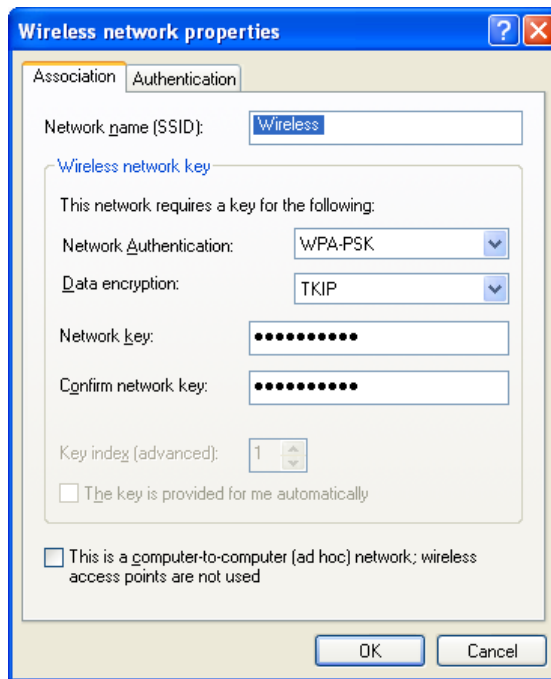 Wireless network properties
Association Authentication
Network name (SSID): Wireless
Wireless network key
This network requires a key for the following:
Network Authentication: WPA-PSK
Data encryption: TKIP
Network key: ●●●●●●●●●●
Confirm network key: ●●●●●●●●●●
Key index (advanced): 1
The key is provided for me automatically
This is a computer-to-computer (ad hoc) network; wireless
access points are not used
OK Cancel